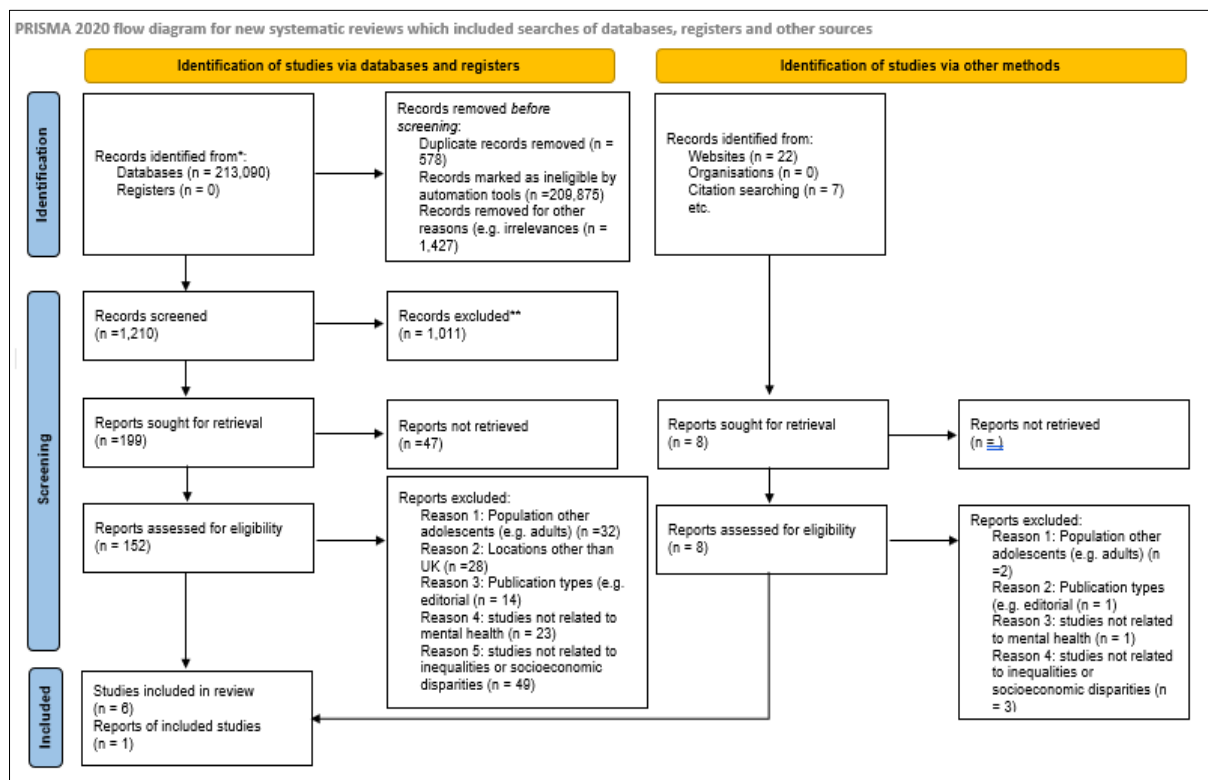 PRISMA 2020 flow diagram for new systematic reviews which included searches of databases, registers and other sources
Identification of studies via databases and registers
Identification of studies via other methods
Identification
Records identified from*:
Databases (n = 213,090)
Registers (n = 0)
Records removed before
screening:
Duplicate records removed (n =
578)
Records marked as ineligible by
automation tools (n =209,875)
Records removed for other
reasons (e.g. irrelevances (n =
1,427)
Records identified from:
Websites (n = 22)
Organisations (n = 0)
Citation searching (n = 7)
etc.
Screening
Records screened
(n =1,210)
Records excluded**
(n = 1,011)
Reports sought for retrieval
(n =199)
Reports not retrieved
(n =47)
Reports sought for retrieval
(n = 8)
Reports not retrieved
(n = )
Reports assessed for eligibility
(n = 152)
Reports excluded:
Reason 1: Population other
adolescents (e.g. adults) (n =32)
Reason 2: Locations other than
UK (n =28)
Reason 3: Publication types (e.g.
editorial (n = 14)
Reason 4: studies not related to
mental health (n = 23)
Reason 5: studies not related to
inequalities or socioeconomic
disparities (n = 49)
Reports assessed for eligibility
(n = 8)
Reports excluded:
Reason 1: Population other
adolescents (e.g. adults) (n
=2)
Reason 2: Publication types
(e.g. editorial (n = 1)
Reason 3: studies not related
to mental health (n = 1)
Reason 4: studies not related
to inequalities or
socioeconomic disparities (n
= 3)
Included
Studies included in review
(n = 6)
Reports of included studies
(n = 1)